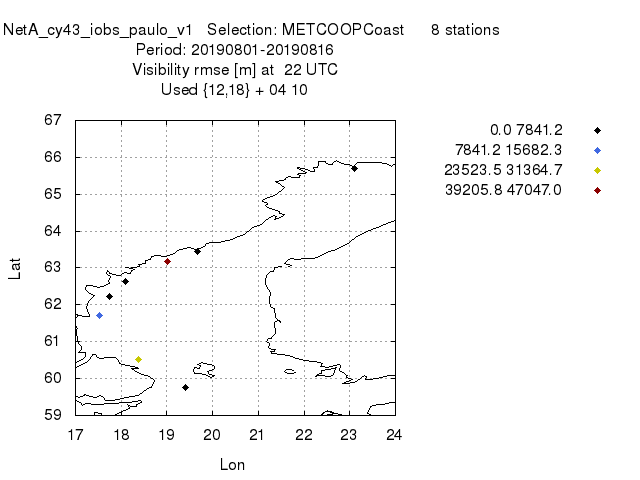 NetA_cy43_iobs_paulo_v1 Selection: METCOOPCoast 8 stations
Period: 20190801-20190816
Visibility rmse [m] at 22 UTC
Used {12,18} + 04 10
0.0 7841.2
7841.2 15682.3
23523.5 31364.7
39205.8 47047.0
67
66
65
64
63
62
61
60
59
Lat
17 18 19 20 21 22 23 24
Lon